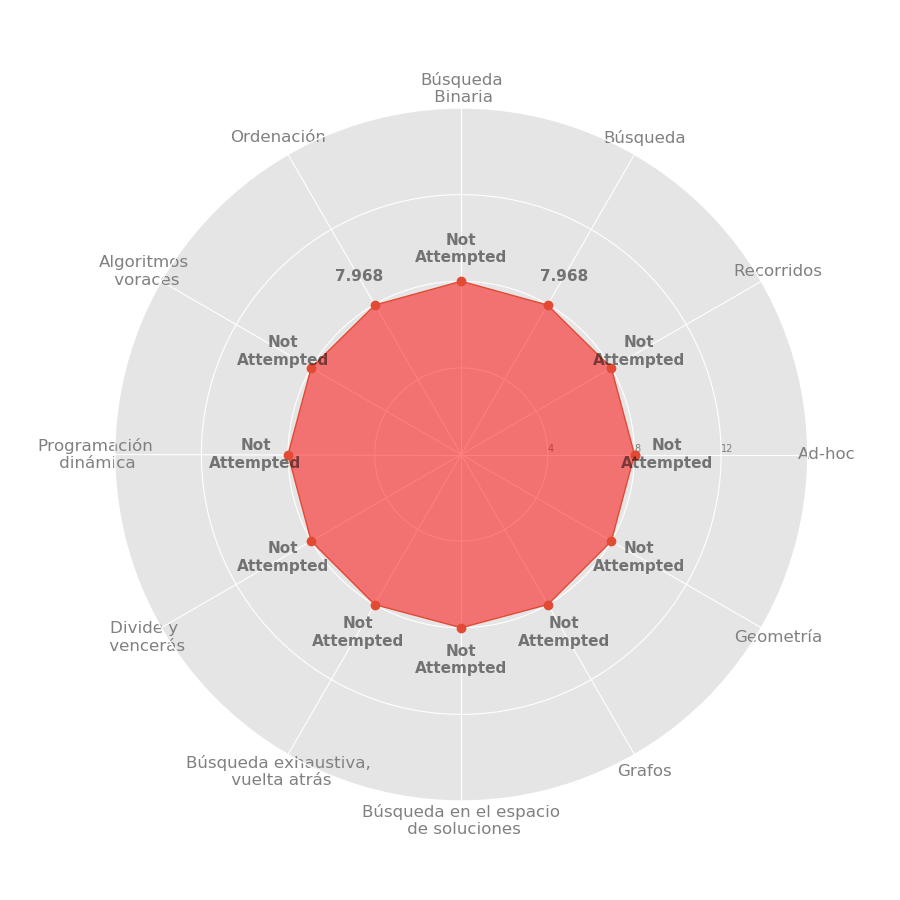 Búsqueda
Binaria
Ordenación
Búsqueda
Not
Attempted
Algoritmos
voraces
7.968
7.968
Recorridos
Not
Attempted
Not
Attempted
Programación
dinámica
Not
Attempted
4
8
Not
Attempted
12
Ad-hoc
Not
Attempted
Not
Attempted
Divide y
vencerás
Not
Attempted
Not
Attempted
Not
Attempted
Geometría
Búsqueda exhaustiva,
vuelta atrás
Grafos
Búsqueda en el espacio
de soluciones